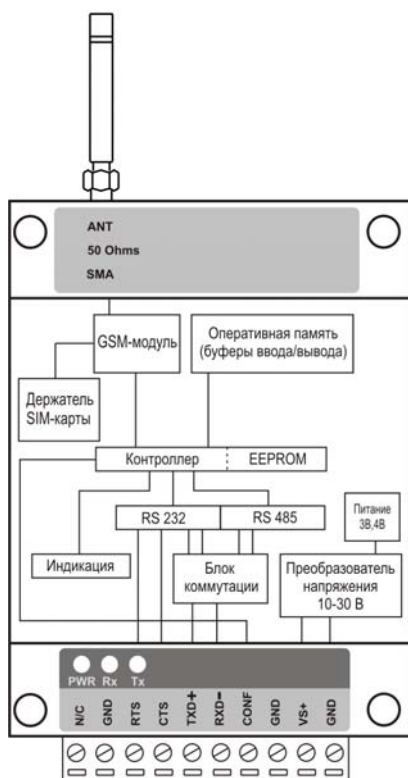 ANT
50 Ohms
SMA
GSM-модуль
Оперативная память
(буферы ввода/вывода)
Держатель
SIM-карты
Контроллер
EEPROM
RS 232
RS 485
Питание
3В,4В
Индикация
Блок
коммутации
Преобразователь
напряжения
10-30 В
PWR Rx Tx
N/C
GND
RTS
CTS
TXD+
RXD−
CONF
GND
VS+
GND